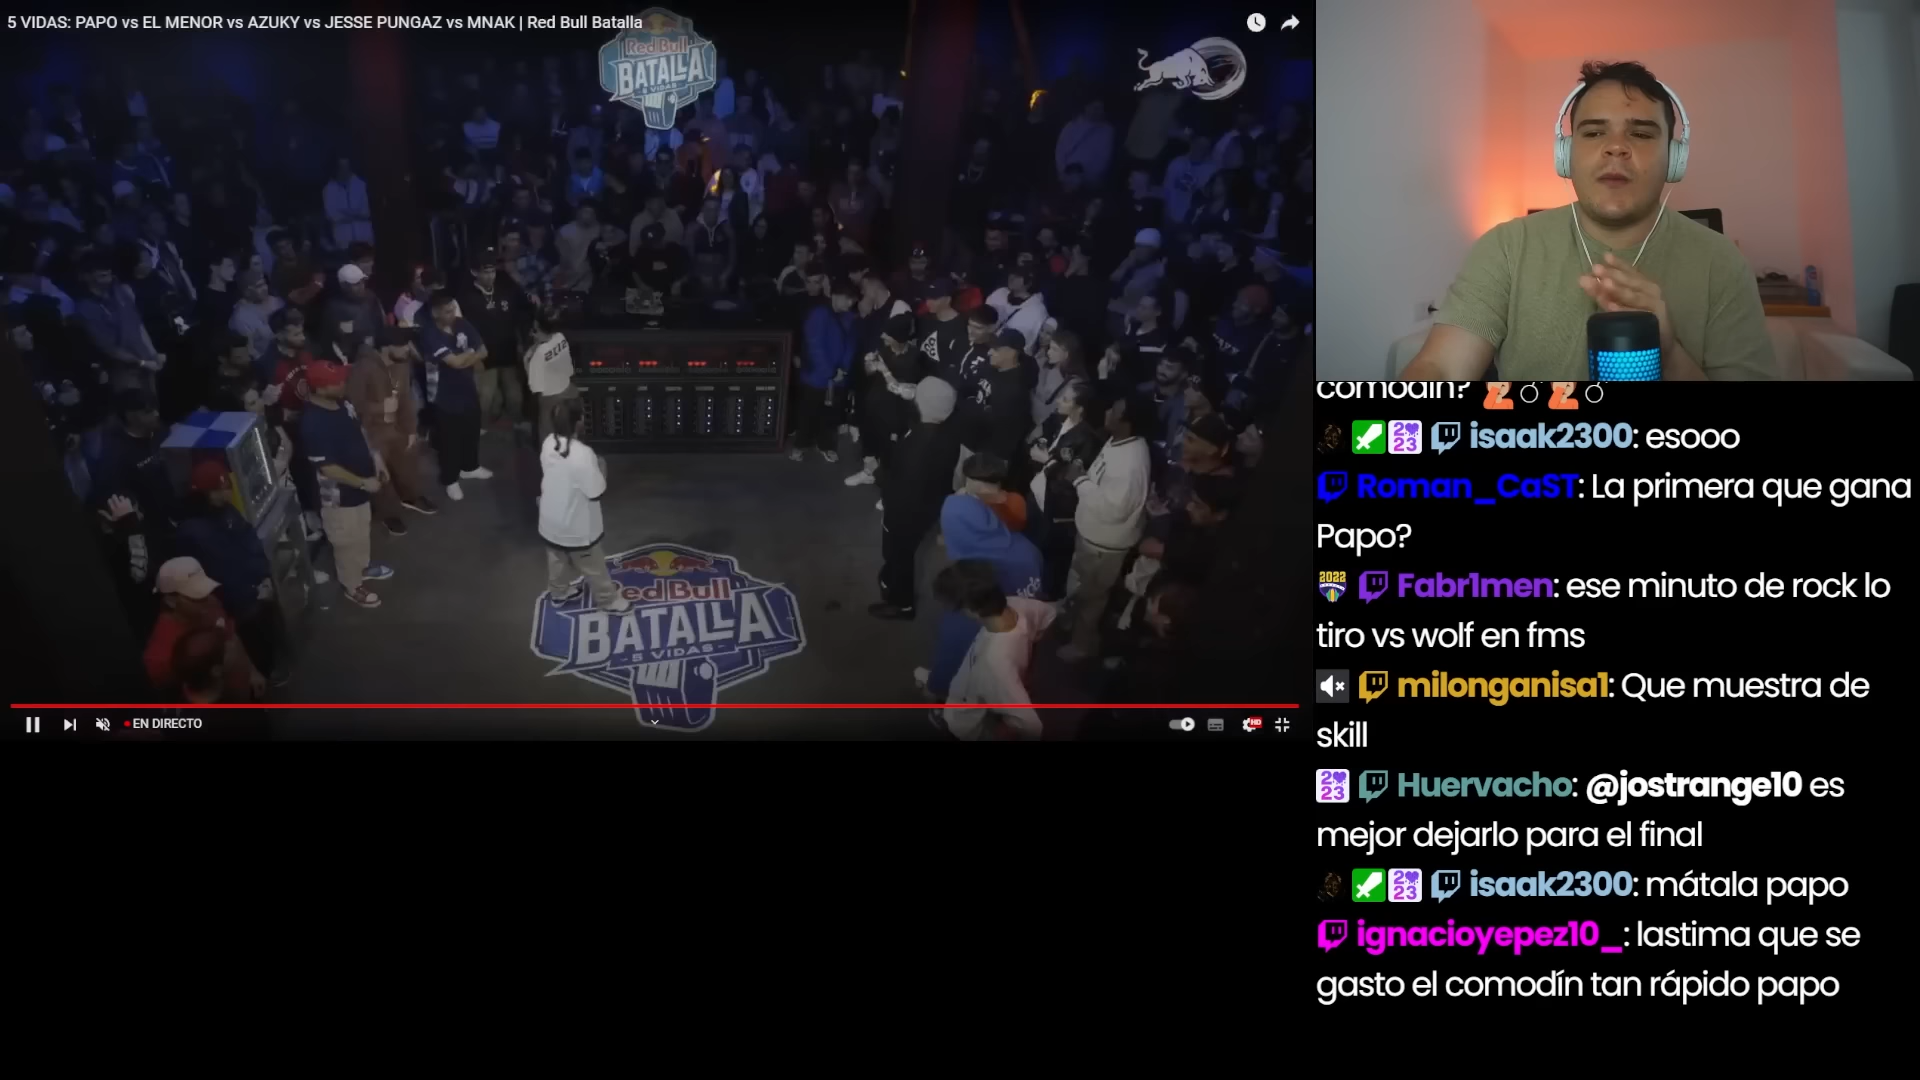 5 VIDAS: PAPO vs EL MENOR vs AZUKY vs JESSE PUNGAZ vs MNAK | Red Bull Batalla
Red Bull
BATALLA
5 VIDAS
Red Bull
BATALLA
- 5 VIDAS -
EN DIRECTO
HD
comodín?
isaak2300: esooo
Roman_CaST: La primera que gana
Papo?
Fabr1men: ese minuto de rock lo
tiro vs wolf en fms
milonganisa1: Que muestra de
skill
Huervacho: @jostrange10 es
mejor dejarlo para el final
isaak2300: mátala papo
ignacioyepez10_: lastima que se
gasto el comodín tan rápido papo